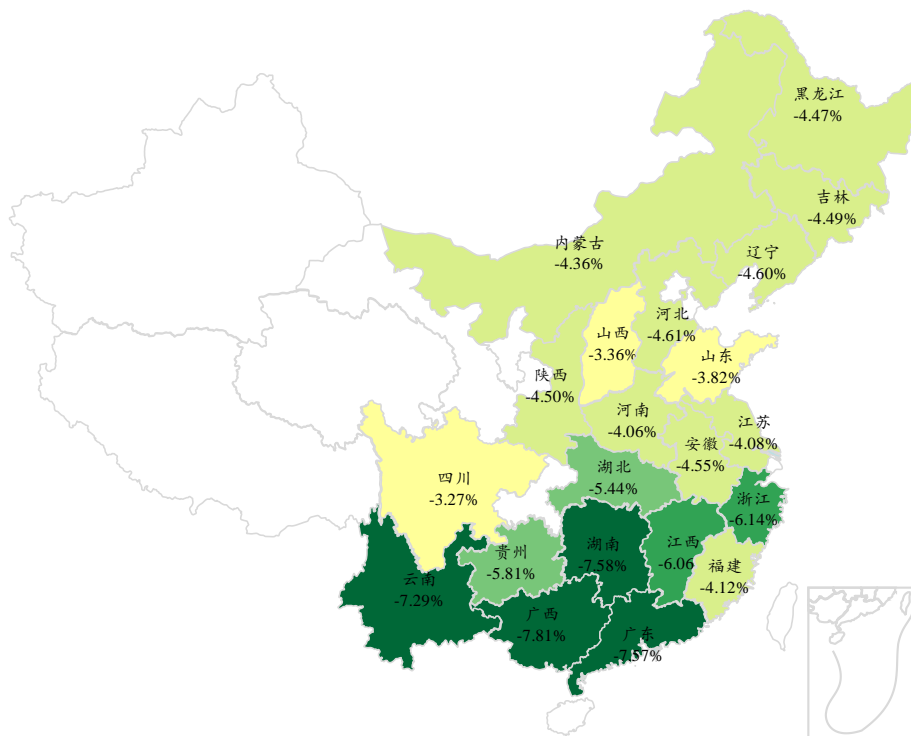 黑龙江
-4.47%
吉林
-4.49%
内蒙古
-4.36%
辽宁
-4.60%
河北
-4.61%
山西
-3.36%
山东
-3.82%
陕西
-4.50%
河南
-4.06%
江苏
-4.08%
安徽
-4.55%
湖北
-5.44%
四川
-3.27%
浙江
-6.14%
湖南
-7.58%
江西
-6.06
贵州
-5.81%
福建
-4.12%
云南
-7.29%
广西
-7.81%
广东
-7.57%